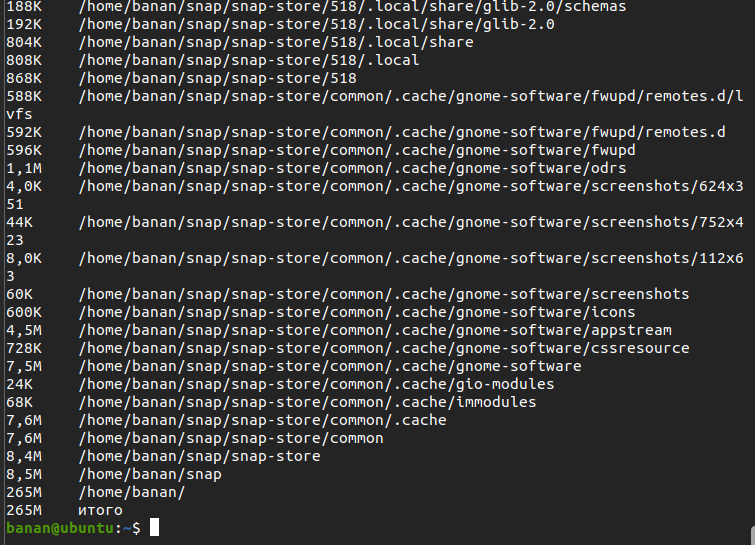 188K    /home/banan/snap/snap-store/518/.local/share/glib-2.0/schemas
192K    /home/banan/snap/snap-store/518/.local/share/glib-2.0
804K    /home/banan/snap/snap-store/518/.local/share
808K    /home/banan/snap/snap-store/518/.local
868K    /home/banan/snap/snap-store/518
588K    /home/banan/snap/snap-store/common/.cache/gnome-software/fwupd/remotes.d/l
vfs
592K    /home/banan/snap/snap-store/common/.cache/gnome-software/fwupd/remotes.d
596K    /home/banan/snap/snap-store/common/.cache/gnome-software/fwupd
1,1M    /home/banan/snap/snap-store/common/.cache/gnome-software/odrs
4,0K    /home/banan/snap/snap-store/common/.cache/gnome-software/screenshots/624x3
51
44K     /home/banan/snap/snap-store/common/.cache/gnome-software/screenshots/752x4
23
8,0K    /home/banan/snap/snap-store/common/.cache/gnome-software/screenshots/112x6
3
60K     /home/banan/snap/snap-store/common/.cache/gnome-software/screenshots
600K    /home/banan/snap/snap-store/common/.cache/gnome-software/icons
4,5M    /home/banan/snap/snap-store/common/.cache/gnome-software/appstream
728K    /home/banan/snap/snap-store/common/.cache/gnome-software/cssresource
7,5M    /home/banan/snap/snap-store/common/.cache/gnome-software
24K     /home/banan/snap/snap-store/common/.cache/gio-modules
68K     /home/banan/snap/snap-store/common/.cache/immodules
7,6M    /home/banan/snap/snap-store/common/.cache
7,6M    /home/banan/snap/snap-store/common
8,4M    /home/banan/snap/snap-store
8,5M    /home/banan/snap
265M    /home/banan/
265M    итого
banan@ubuntu:~$